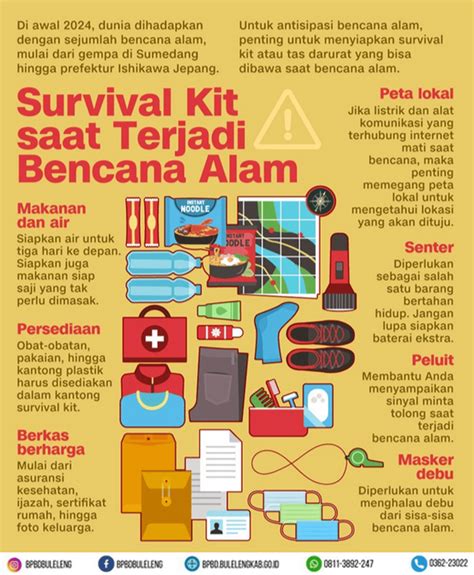 Di awal 2024, dunia dihadapkan
dengan sejumlah bencana alam,
mulai dari gempa di Sumedang
hingga prefektur Ishikawa Jepang.
Untuk antisipasi bencana alam,
penting untuk menyiapkan survival
kit atau tas darurat yang bisa
dibawa saat bencana alam.
Survival Kit
saat Terjadi
Bencana Alam
Makanan
dan air
Siapkan air untuk
tiga hari ke depan.
Siapkan juga
makanan siap
saji yang tak
perlu dimasak.
Persediaan
Obat-obatan,
pakaian, hingga
kantong plastik
harus disediakan
dalam kantong
survival kit.
Berkas
berharga
Mulai dari
asuransi
kesehatan,
ijazah, sertifikat
rumah, hingga
foto keluarga.
INSTANT
NOODLE
INSTANT
NOODLE
Peta lokal
Jika listrik dan alat
komunikasi yang
terhubung internet
mati saat
bencana, maka
penting
memegang peta
lokal untuk
mengetahui lokasi
yang akan dituju.
Senter
Diperlukan
sebagai salah
satu barang
bertahan
hidup. Jangan
lupa siapkan
baterai ekstra.
Peluit
Membantu Anda
menyampaikan
sinyal minta
tolong saat
terjadi
bencana alam.
Masker
debu
Diperlukan untuk
menghalau debu
dari sisa-sisa
bencana alam.
BPBDBULELENG
BPBDBULELENG
BPBD.BULELENGKAB.GO.ID
0811-3892-247
0362-23023